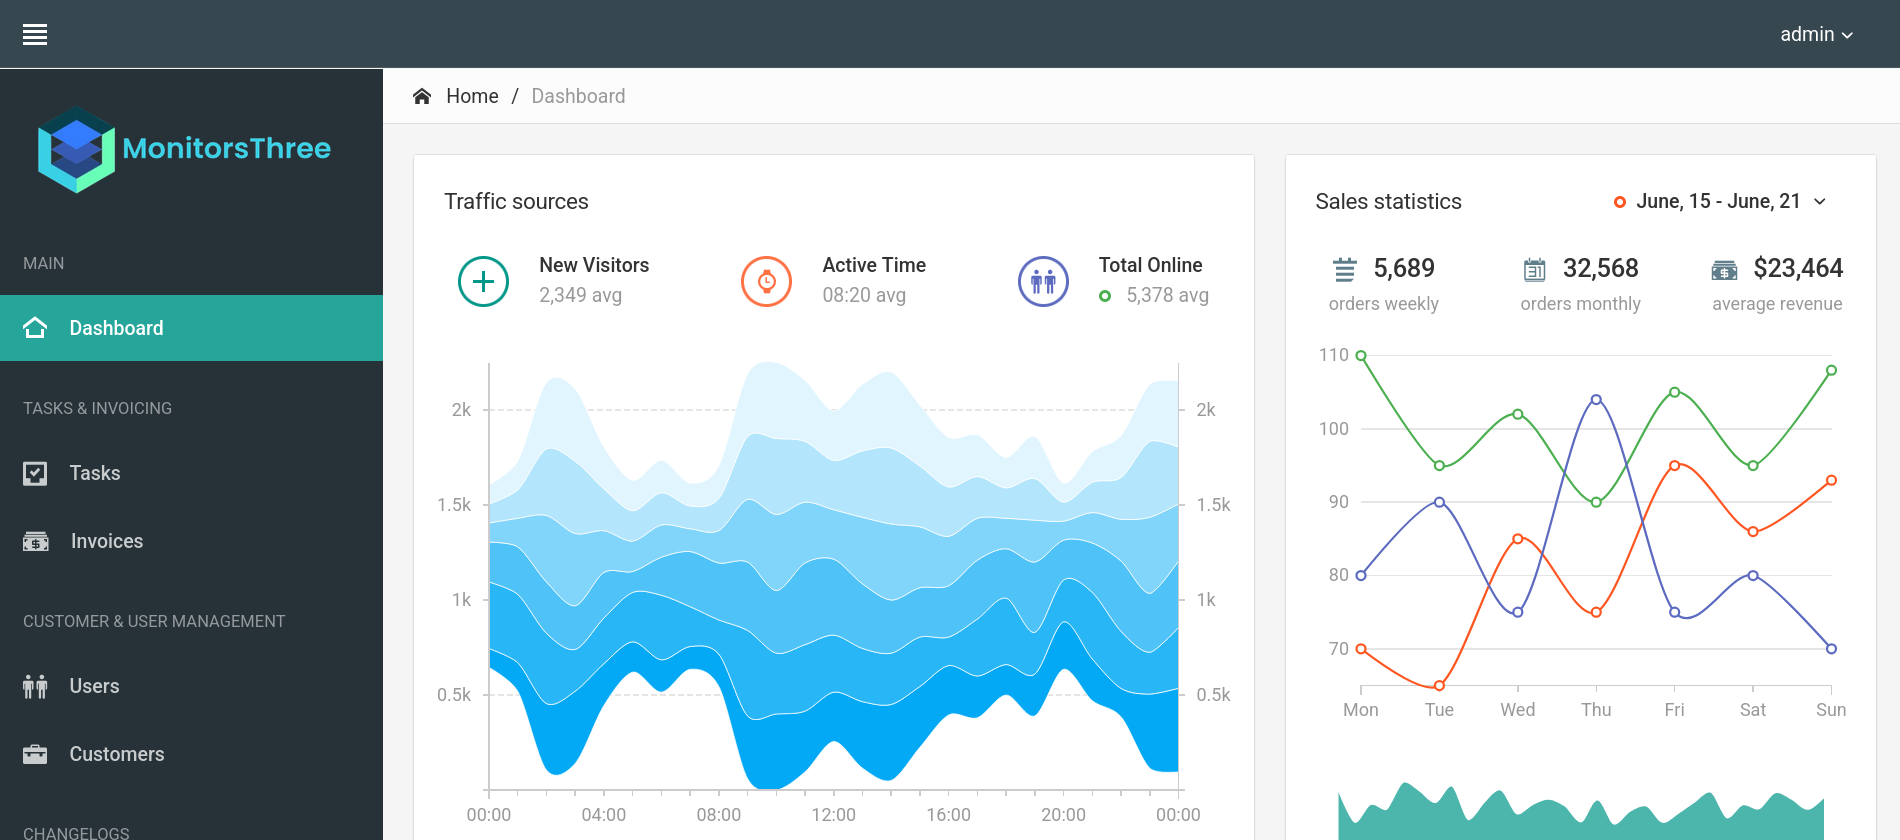 admin
MonitorsThree
Home / Dashboard
MAIN
Dashboard
TASKS & INVOICING
Tasks
Invoices
CUSTOMER & USER MANAGEMENT
Users
Customers
CHANGELOGS
Traffic sources
New Visitors
2,349 avg
Active Time
08:20 avg
Total Online
5,378 avg
2k
1.5k
1k
0.5k
2k
1.5k
1k
0.5k
00:00 04:00 08:00 12:00 16:00 20:00 00:00
Sales statistics
June, 15 - June, 21
31
5,689
orders weekly
32,568
orders monthly
$23,464
average revenue
110
100
90
80
70
Mon Tue Wed Thu Fri Sat Sun